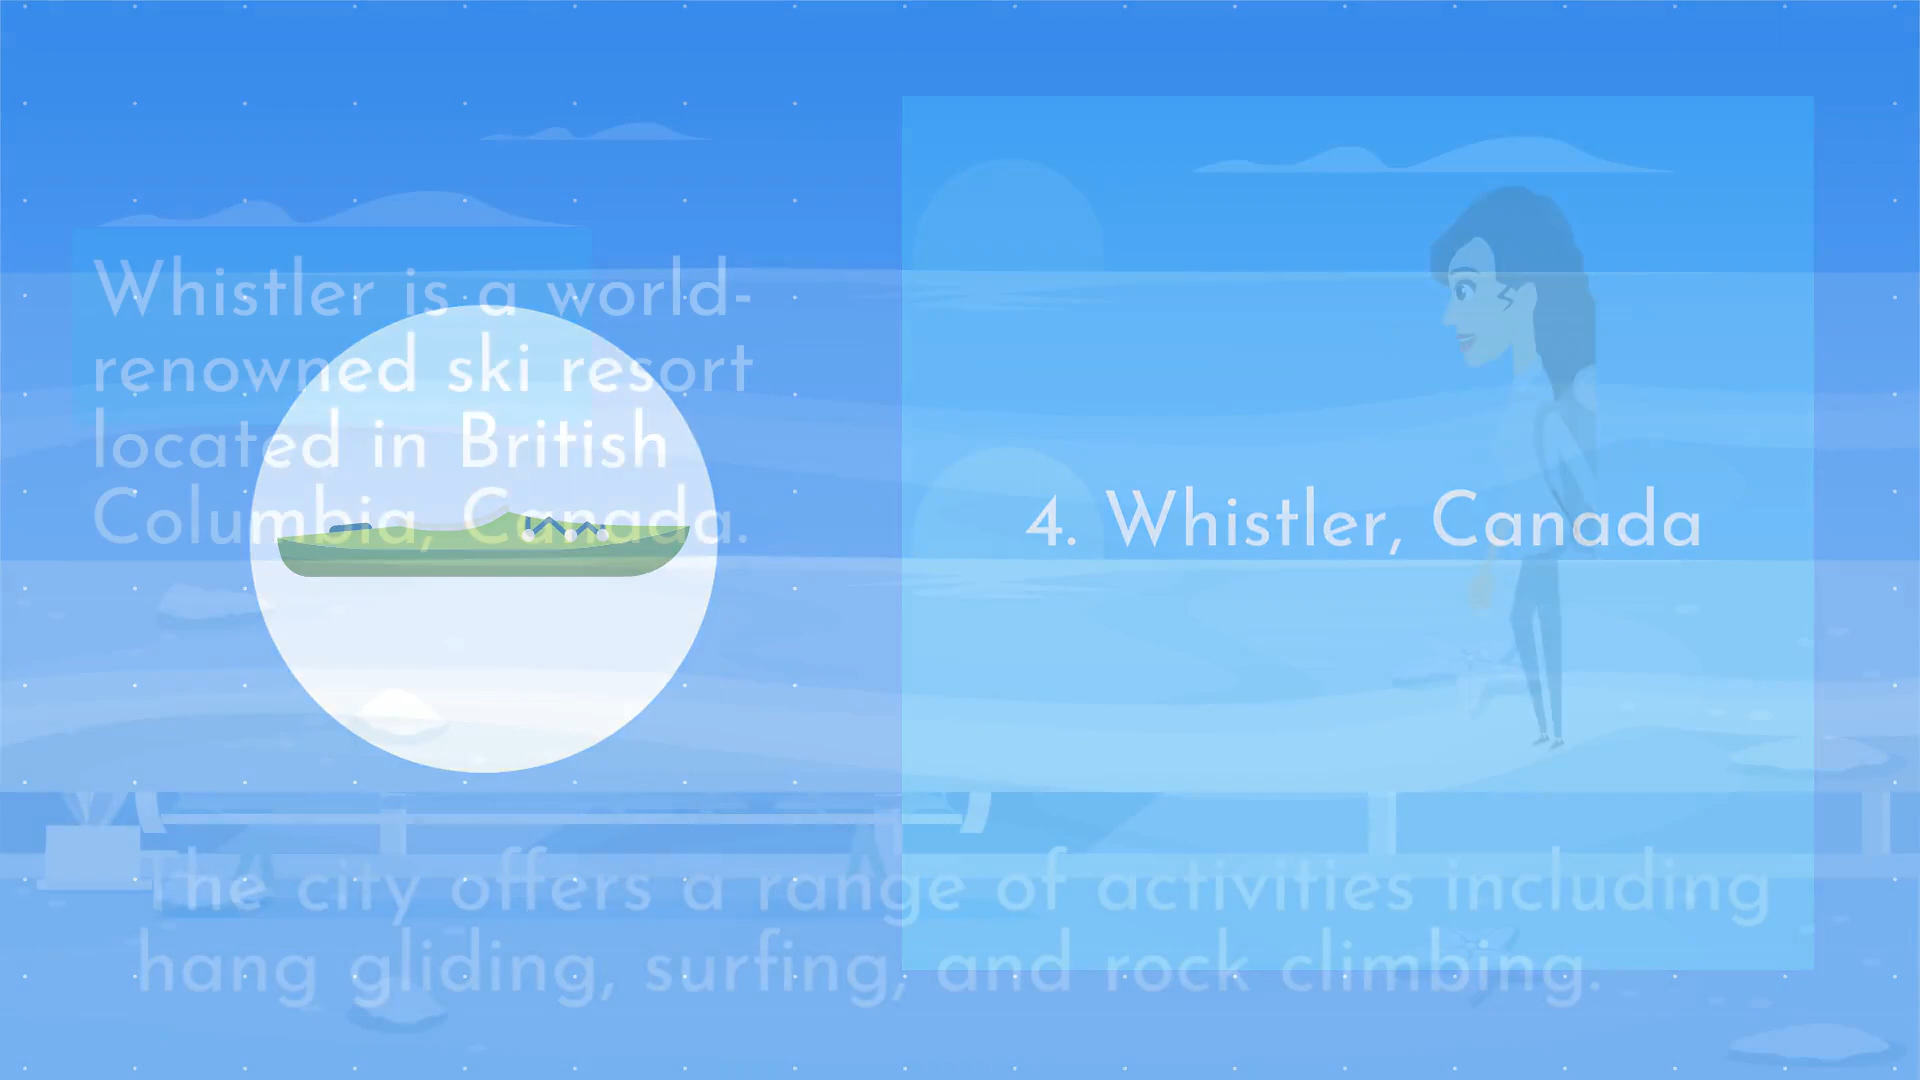 Whistler is a world-
renowned ski resort
located in British
Columbia, Canada.
4. Whistler, Canada
The city offers a range of activities including
hang gliding, surfing, and rock climbing.